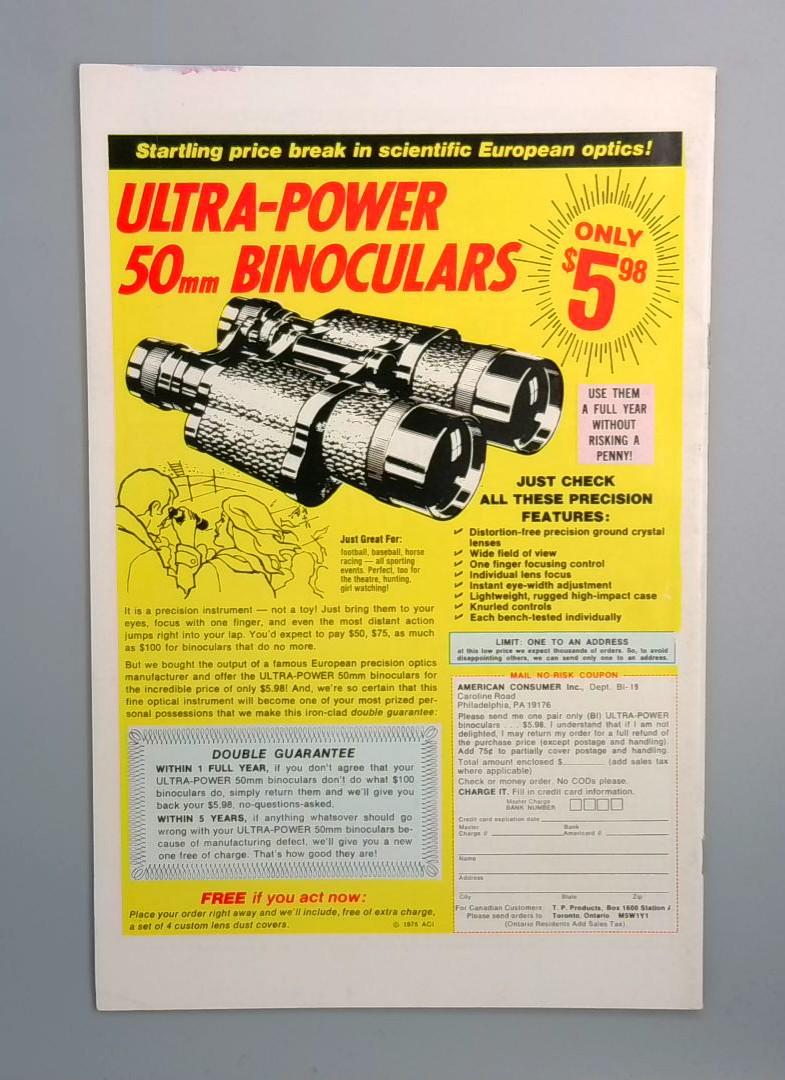 Startling price break in scientific European optics!
ULTRA-POWER
50mm BINOCULARS
ONLY
$5 98
USE THEM
A FULL YEAR
WITHOUT
RISKING A
PENNY!
JUST CHECK
ALL THESE PRECISION
FEATURES:
✓ Distortion-free precision ground crystal
lenses
✓ Wide field of view
✓ One finger focusing control
✓ Individual lens focus
✓ Instant eye-width adjustment
✓ Lightweight, rugged high-impact case
✓ Knurled controls
✓ Each bench-tested individually
Just Great For:
football, baseball, horse
racing — all sporting
events. Perfect, too for
the theatre, hunting,
girl watching!
It is a precision instrument — not a toy! Just bring them to your
eyes, focus with one finger, and even the most distant action
jumps right into your lap. You'd expect to pay $50, $75, as much
as $100 for binoculars that do no more.
But we bought the output of a famous European precision optics
manufacturer and offer the ULTRA-POWER 50mm binoculars for
the incredible price of only $5.98! And, we're so certain that this
fine optical instrument will become one of your most prized per-
sonal possessions that we make this iron-clad double guarantee:
DOUBLE GUARANTEE
WITHIN 1 FULL YEAR, if you don't agree that your
ULTRA-POWER 50mm binoculars don't do what $100
binoculars do, simply return them and we'll give you
back your $5.98, no-questions-asked.
WITHIN 5 YEARS, if anything whatsover should go
wrong with your ULTRA-POWER 50mm binoculars be-
cause of manufacturing defect, we'll give you a new
one free of charge. That's how good they are!
FREE if you act now:
Place your order right away and we'll include, free of extra charge,
a set of 4 custom lens dust covers.
© 1975 ACI
LIMIT: ONE TO AN ADDRESS
at this low price we expect thousands of orders. So, to avoid
disappointing others, we can send only one to an address.
MAIL NO-RISK COUPON
AMERICAN CONSUMER Inc., Dept. BI-19
Caroline Road
Philadelphia, PA 19176
Please send me one pair only (BI) ULTRA-POWER
binoculars . . . $5.98. I understand that if I am not
delighted, I may return my order for a full refund of
the purchase price (except postage and handling).
Add 75¢ to partially cover postage and handling.
Total amount enclosed $______ (add sales tax
where applicable)
Check or money order. No CODs please.
CHARGE IT. Fill in credit card information.
Master Charge
BANK NUMBER
Credit card expiration date
Master Bank
Charge # Americard #
Name
Address
City State Zip
For Canadian Customers T. P. Products, Box 1600 Station A
Please send orders to Toronto, Ontario M5W1Y1
(Ontario Residents Add Sales Tax)